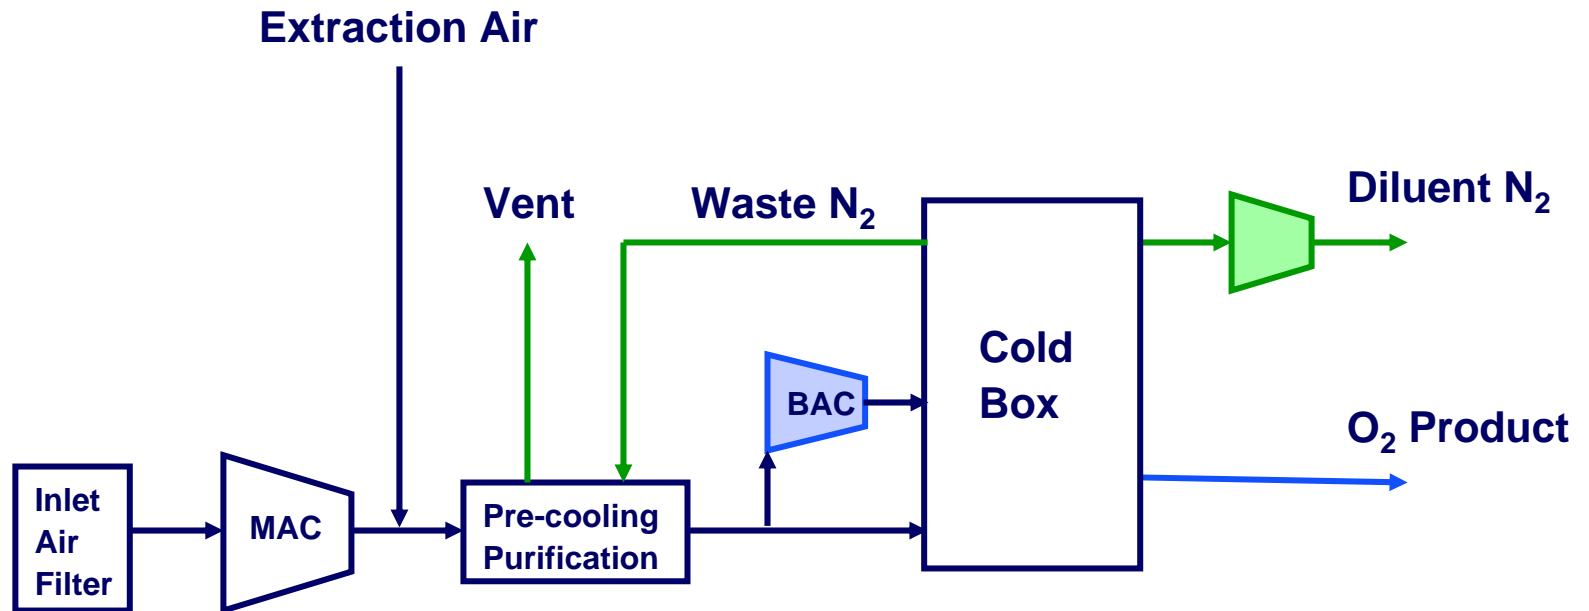 Extraction Air
Vent
Waste N₂
Diluent N₂
Cold
Box
BAC
O₂ Product
Inlet
Air
Filter
MAC
Pre-cooling
Purification